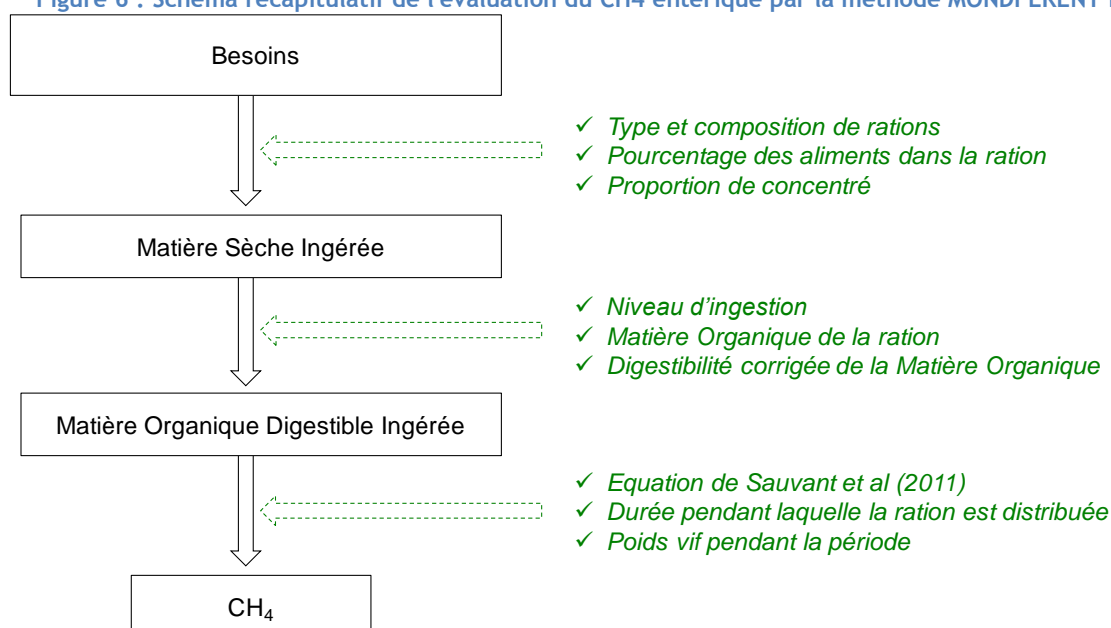 Figure 6 : Schéma récapitulatif de l'évaluation du CH4 entérique par la méthode MONDFERENT
Besoins
✓ Type et composition de rations
✓ Pourcentage des aliments dans la ration
✓ Proportion de concentré
Matière Sèche Ingérée
✓ Niveau d'ingestion
✓ Matière Organique de la ration
✓ Digestibilité corrigée de la Matière Organique
Matière Organique Digestible Ingérée
✓ Equation de Sauvant et al (2011)
✓ Durée pendant laquelle la ration est distribuée
✓ Poids vif pendant la période
CH₄